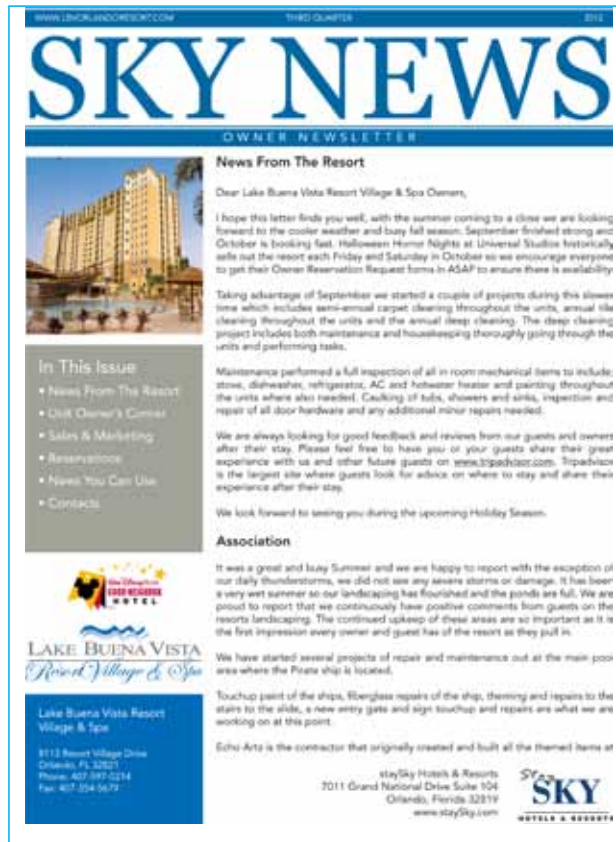 WWW.LBVORLANDORESORT.COM THIRD QUARTER 2012
SKY NEWS
OWNER NEWSLETTER
News From The Resort
Dear Lake Buena Vista Resort Village & Spa Owners,
I hope this letter finds you well, with the summer coming to a close we are looking
forward to the cooler weather and busy fall season. September finished strong and
October is booking fast. Halloween Horror Nights at Universal Studios historically
sells out the resort each Friday and Saturday in October so we encourage everyone
to get their Owner Reservation Request forms in ASAP to ensure there is availability
Taking advantage of September we started a couple of projects during this slower
time which includes semi-annual carpet cleaning throughout the units, annual tile
cleaning throughout the units and the annual deep cleaning. The deep cleaning
project includes both maintenance and housekeeping thoroughly going through the
units and performing tasks.
Maintenance performed a full inspection of all in room mechanical items to include;
stove, dishwasher, refrigerator, AC and hotwater heater and painting throughout
the units where also needed. Caulking of tubs, showers and sinks, inspection and
repair of all door hardware and any additional minor repairs needed.
We are always looking for good feedback and reviews from our guests and owners
after their stay. Please feel free to have you or your guests share their great
experience with us and other future guests on www.tripadvisor.com. Tripadvisor
is the largest site where guests look for advice on where to stay and share their
experience after their stay.
We look forward to seeing you during the upcoming Holiday Season.
Association
It was a great and busy Summer and we are happy to report with the exception of
our daily thunderstorms, we did not see any severe storms or damage. It has been
a very wet summer so our landscaping has flourished and the ponds are full. We are
proud to report that we continuously have positive comments from guests on the
resorts landscaping. The continued upkeep of these areas are so important as it is
the first impression every owner and guest has of the resort as they pull in.
We have started several projects of repair and maintenance out at the main pool
area where the Pirate ship is located.
Touchup paint of the ships, fiberglass repairs of the ship, theming and repairs to the
stairs to the slide, a new entry gate and sign touchup and repairs are what we are
working on at this point.
Echo Artz is the contractor that originally created and built all the themed items at
In This Issue
• News From The Resort
• Unit Owner's Corner
• Sales & Marketing
• Reservations
• News You Can Use
• Contacts
GOOD NEIGHBOR
HOTEL
LAKE BUENA VISTA
Resort Village & Spa
Lake Buena Vista Resort
Village & Spa
8113 Resort Village Drive
Orlando, FL 32821
Phone: 407-597-0214
Fax: 407-354-5679
staySky Hotels & Resorts
7011 Grand National Drive Suite 104
Orlando, Florida 32819
www.staySky.com
Stay
SKY
HOTELS & RESORTS